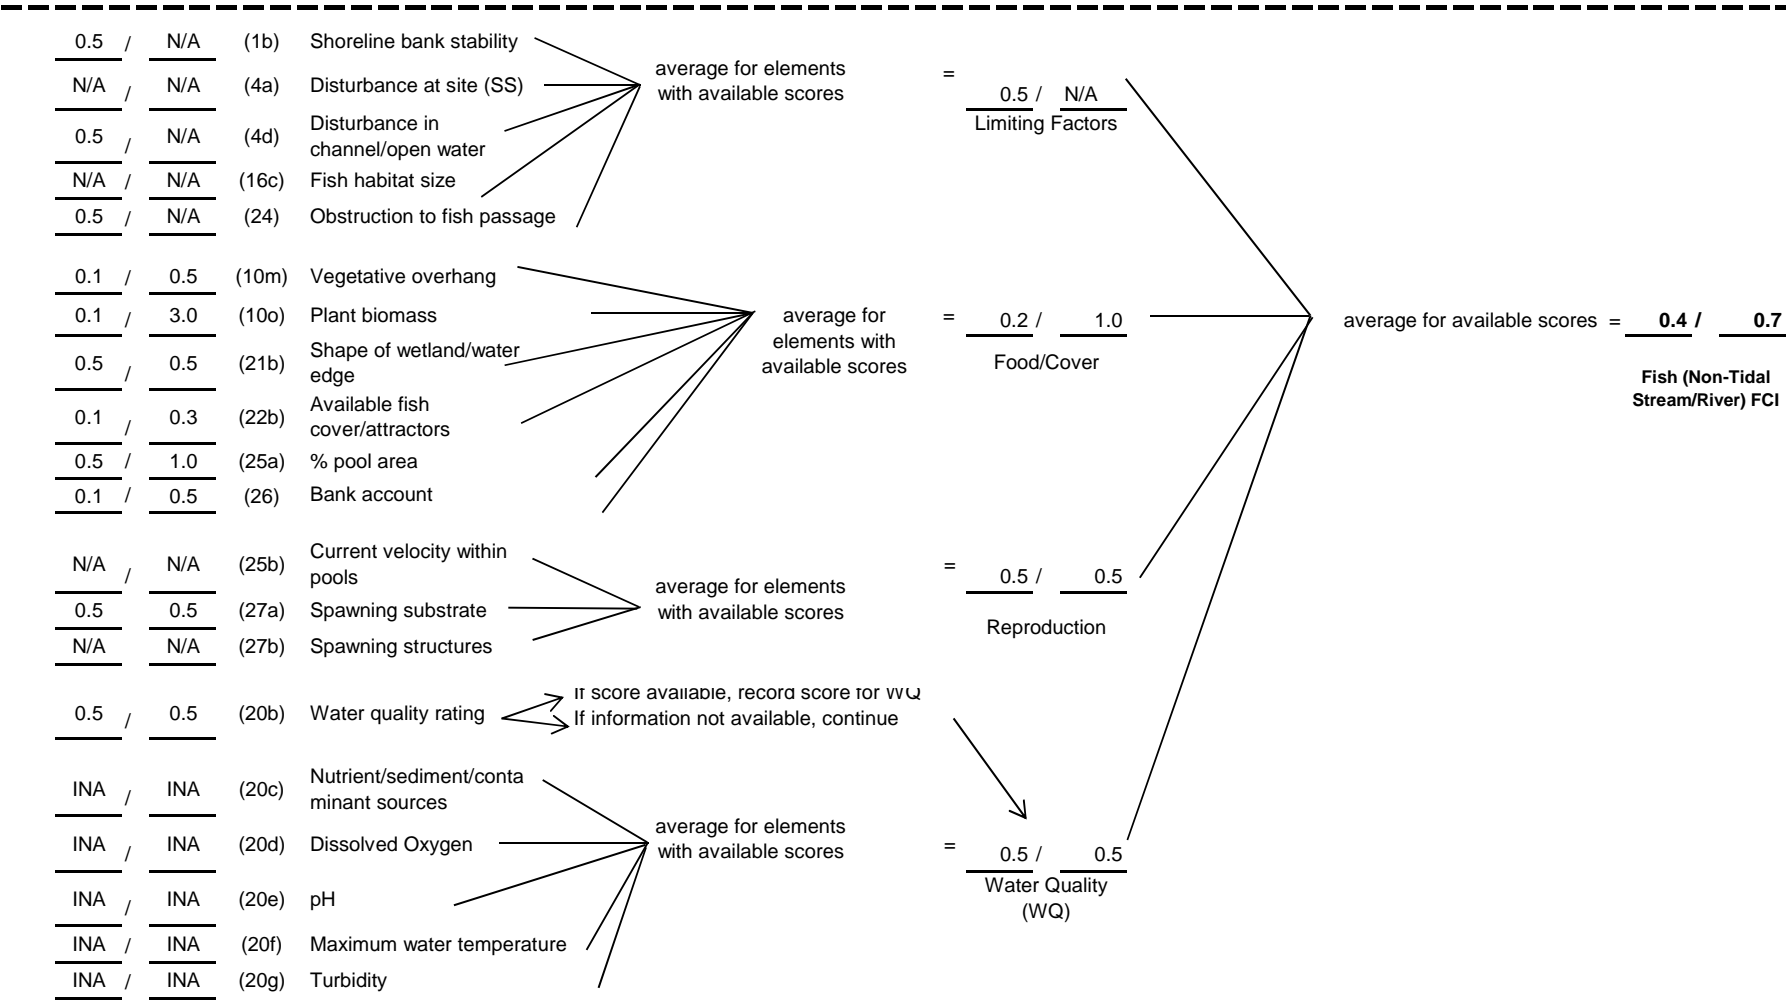 0.5 / N/A (1b) Shoreline bank stability
N/A / N/A (4a) Disturbance at site (SS)
0.5 / N/A (4d) Disturbance in
channel/open water
N/A / N/A (16c) Fish habitat size
0.5 / N/A (24) Obstruction to fish passage
average for elements
with available scores
=
0.5 / N/A
Limiting Factors
0.1 / 0.5 (10m) Vegetative overhang
0.1 / 3.0 (10o) Plant biomass
0.5 / 0.5 (21b) Shape of wetland/water
edge
0.1 / 0.3 (22b) Available fish
cover/attractors
0.5 / 1.0 (25a) % pool area
0.1 / 0.5 (26) Bank account
average for
elements with
available scores
= 0.2 / 1.0
Food/Cover
average for available scores = 0.4 / 0.7
Fish (Non-Tidal
Stream/River) FCI
N/A / N/A (25b) Current velocity within
pools
0.5 / 0.5 (27a) Spawning substrate
N/A / N/A (27b) Spawning structures
average for elements
with available scores
=
0.5 / 0.5
Reproduction
0.5 / 0.5 (20b) Water quality rating
If score available, record score for WQ
If information not available, continue
INA / INA (20c) Nutrient/sediment/conta
minant sources
INA / INA (20d) Dissolved Oxygen
INA / INA (20e) pH
INA / INA (20f) Maximum water temperature
INA / INA (20g) Turbidity
average for elements
with available scores
=
0.5 / 0.5
Water Quality
(WQ)